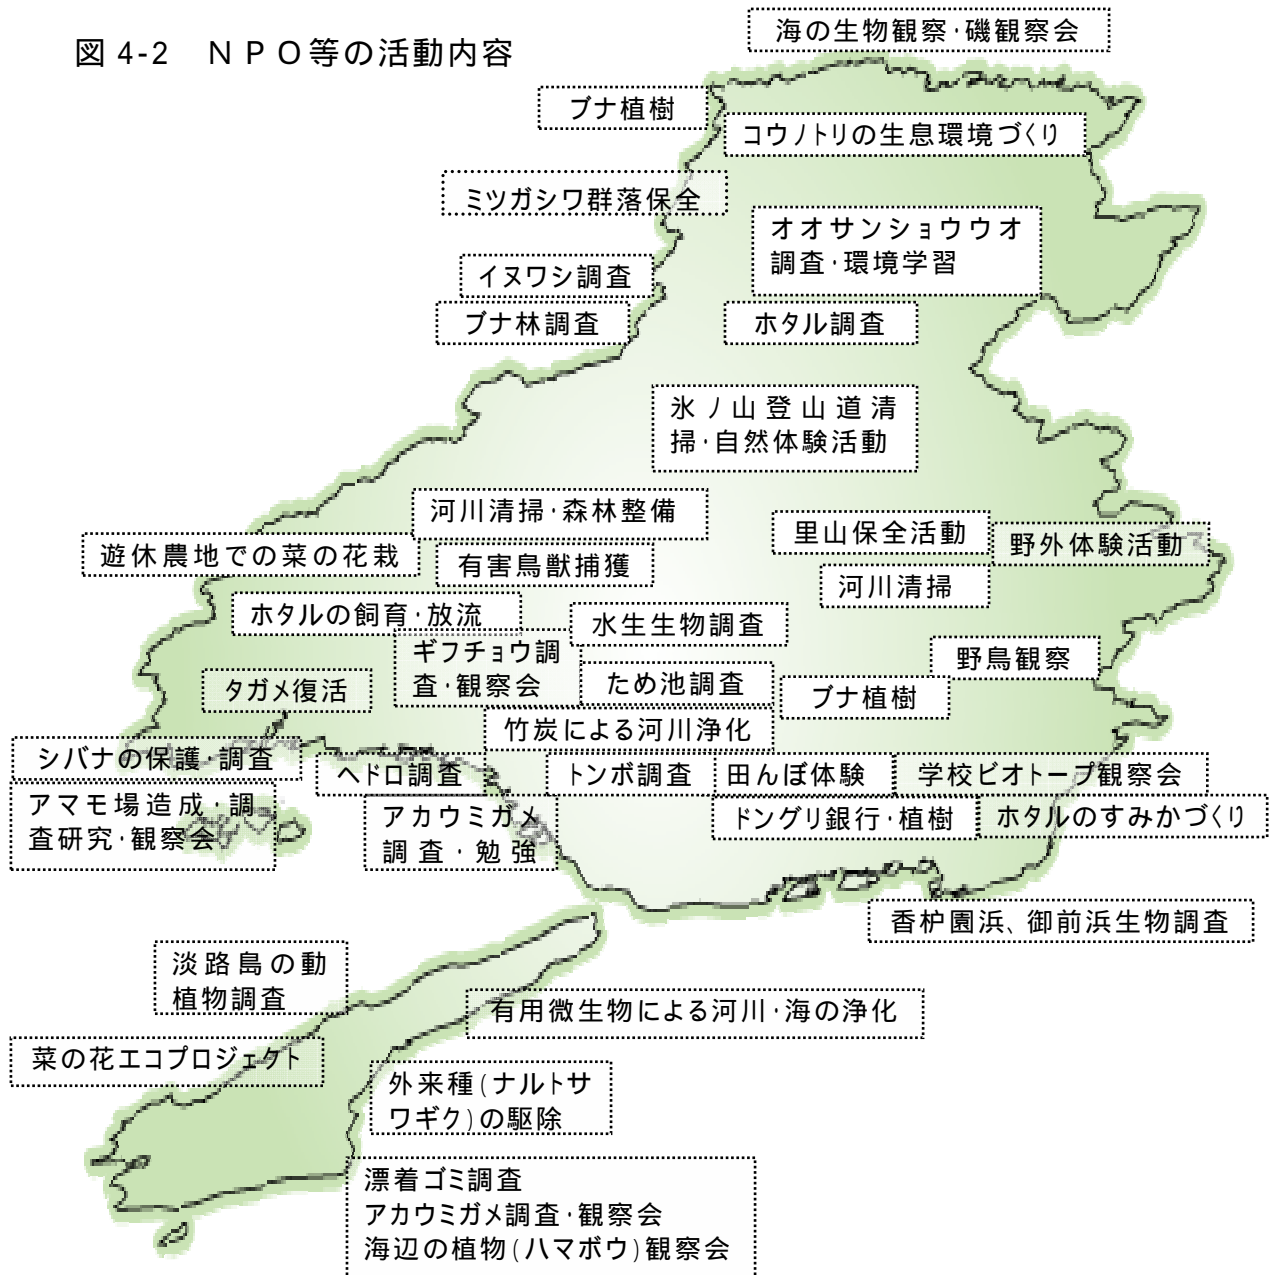 図 4-2　ＮＰＯ等の活動内容
海の生物観察･磯観察会
ブナ植樹
コウノトリの生息環境づくり
ミツガシワ群落保全
オオサンショウウオ
調査･環境学習
イヌワシ調査
ブナ林調査
ホタル調査
氷ノ山登山道清
掃･自然体験活動
河川清掃･森林整備
里山保全活動
野外体験活動
遊休農地での菜の花栽
有害鳥獣捕獲
河川清掃
ホタルの飼育･放流
水生生物調査
ギフチョウ調
査･観察会
野鳥観察
タガメ復活
ため池調査
ブナ植樹
竹炭による河川浄化
シバナの保護･調査
ヘドロ調査
トンボ調査
田んぼ体験
学校ビオトープ観察会
アマモ場造成･調
査研究･観察会
アカウミガメ
調査・勉強
ドングリ銀行･植樹
ホタルのすみかづくり
香枦園浜、御前浜生物調査
淡路島の動
植物調査
有用微生物による河川･海の浄化
菜の花エコプロジェクト
外来種(ナルトサ
ワギク)の駆除
漂着ゴミ調査
アカウミガメ調査･観察会
海辺の植物(ハマボウ)観察会